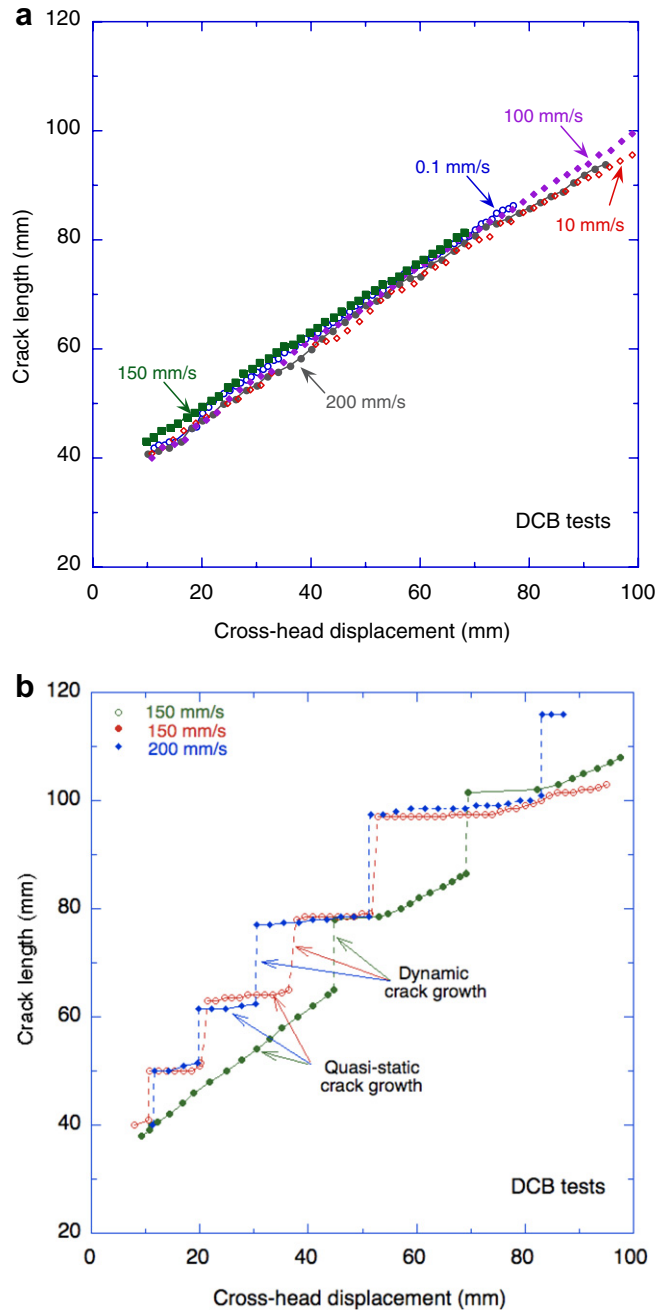 a
120
100
80
60
40
20
Crack length (mm)
100 mm/s
0.1 mm/s
10 mm/s
150 mm/s
200 mm/s
DCB tests
0 20 40 60 80 100
Cross-head displacement (mm)
b
120
100
80
60
40
20
Crack length (mm)
150 mm/s
150 mm/s
200 mm/s
Dynamic
crack growth
Quasi-static
crack growth
DCB tests
0 20 40 60 80 100
Cross-head displacement (mm)